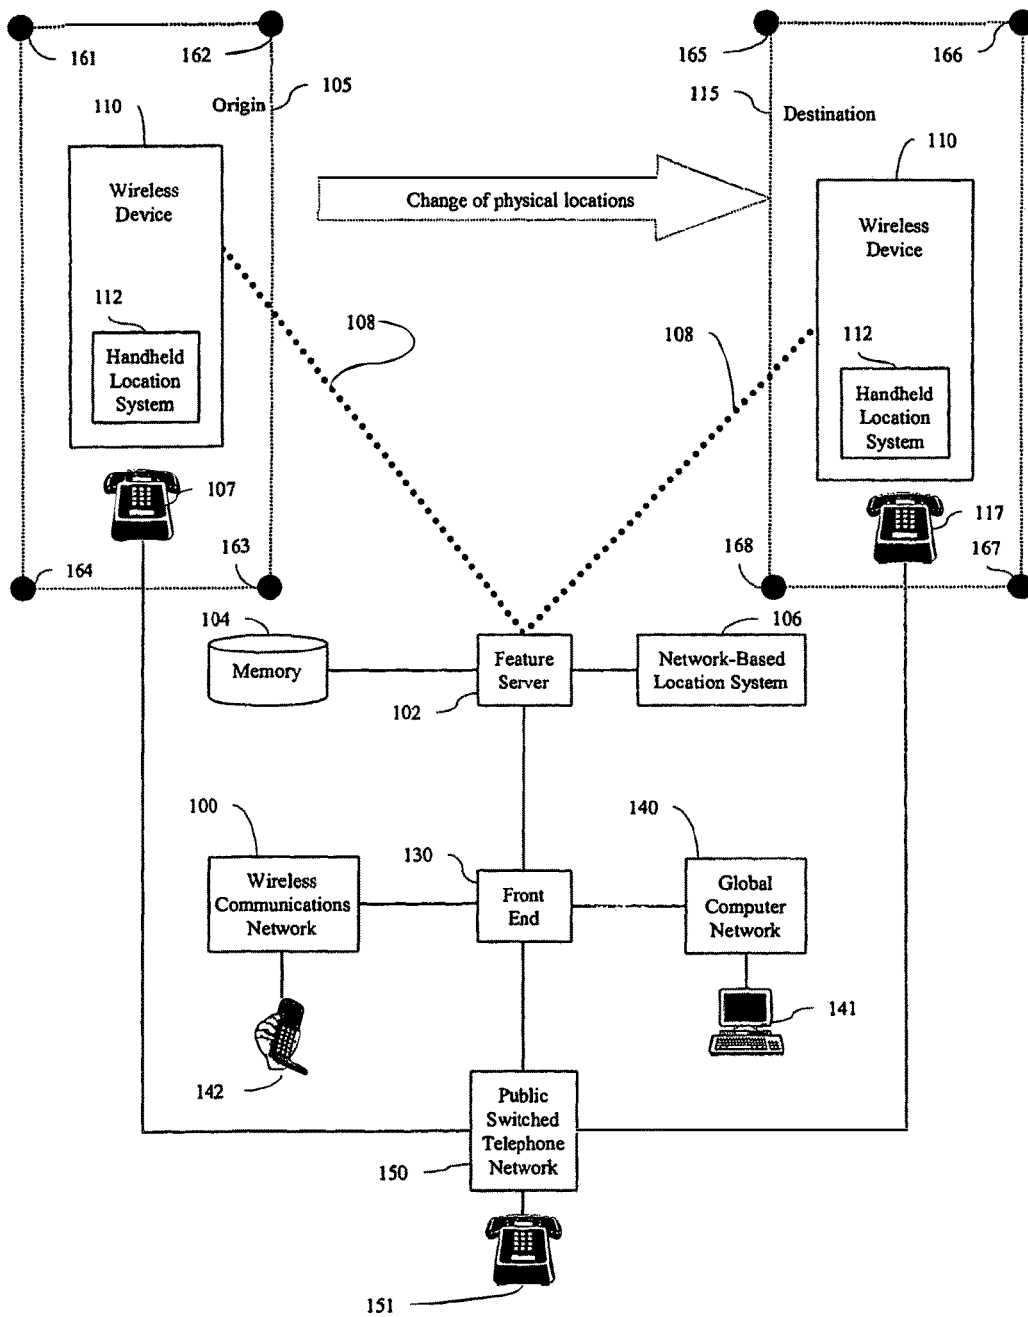 161
162
165
166
105
115
Origin
Destination
110
110
Wireless
Device
Change of physical locations
Wireless
Device
112
108
108
112
Handheld
Location
System
Handheld
Location
System
107
117
164
163
168
167
104
106
Memory
Feature
Server
Network-Based
Location System
102
100
140
130
Wireless
Communications
Network
Front
End
Global
Computer
Network
141
142
Public
Switched
Telephone
Network
150
151